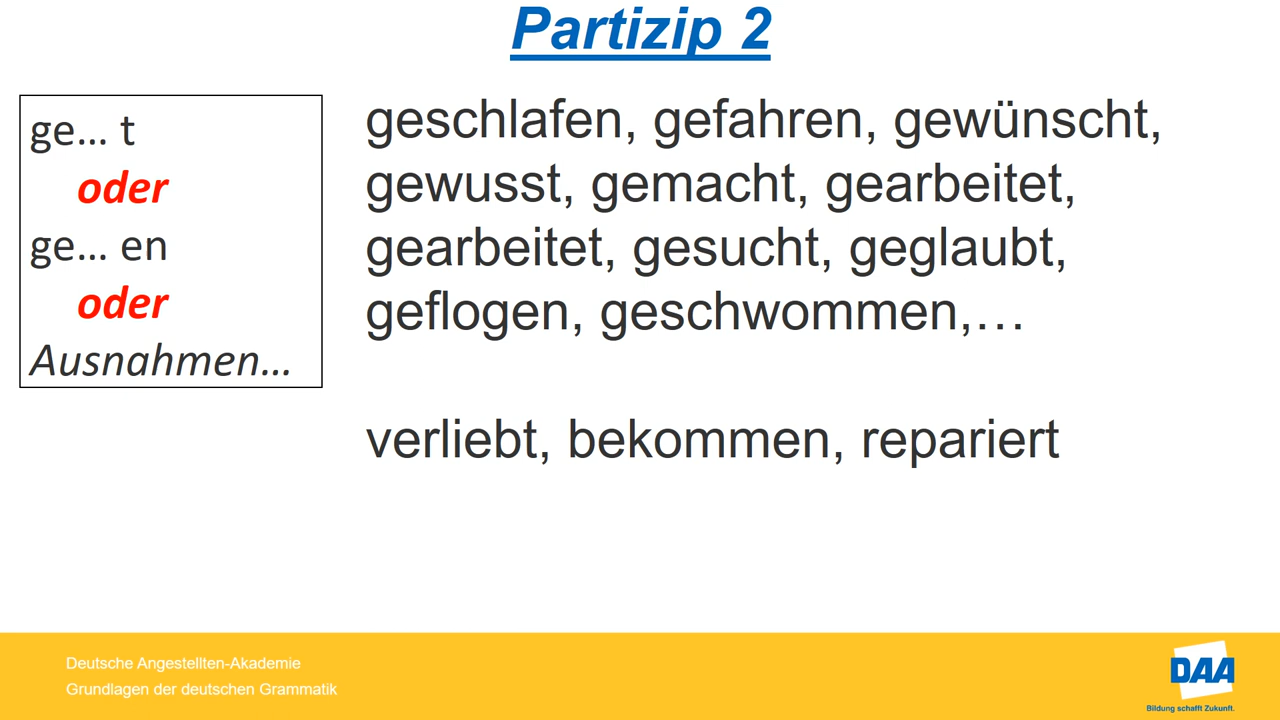 Partizip 2
ge... t
oder
ge... en
oder
Ausnahmen...
geschlafen, gefahren, gewünscht,
gewusst, gemacht, gearbeitet,
gearbeitet, gesucht, geglaubt,
geflogen, geschwommen,…
verliebt, bekommen, repariert
Deutsche Angestellten-Akademie
Grundlagen der deutschen Grammatik
DAA
Bildung schafft Zukunft.